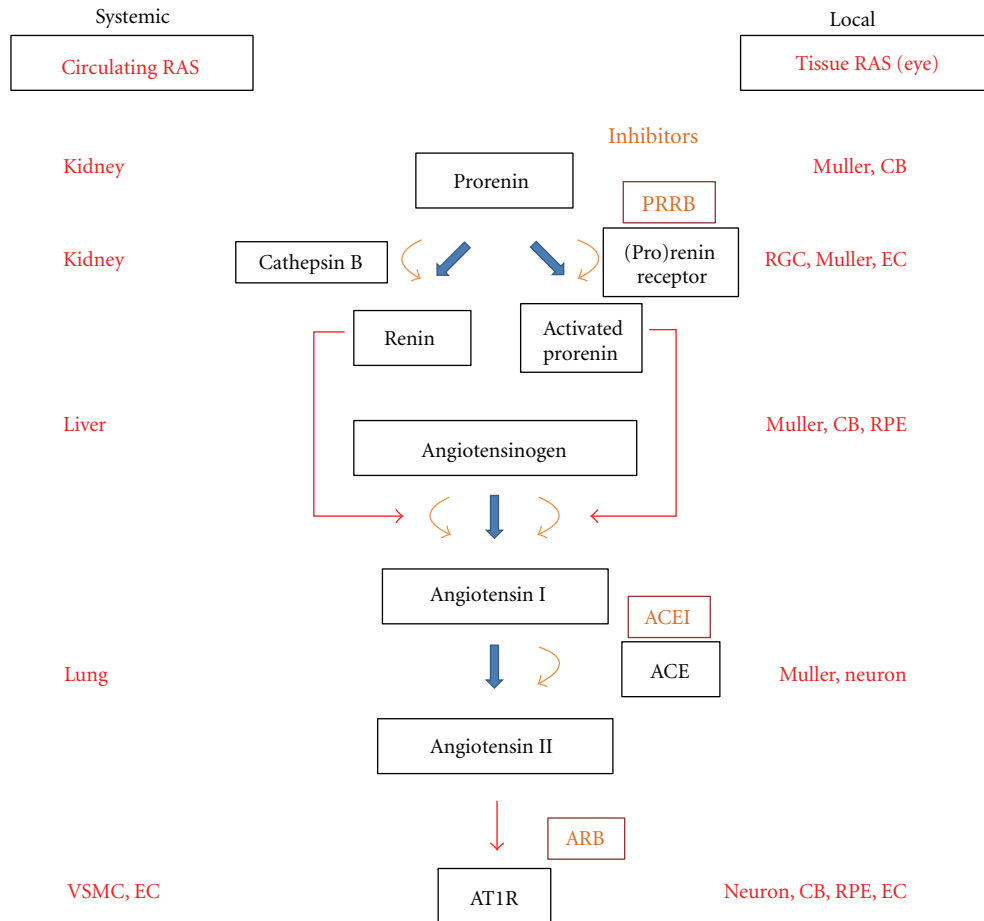 Systemic
Local
Circulating RAS
Tissue RAS (eye)
Inhibitors
Kidney
Prorenin
Muller, CB
PRRB
Kidney
Cathepsin B
(Pro)renin
receptor
RGC, Muller, EC
Renin
Activated
prorenin
Liver
Angiotensinogen
Muller, CB, RPE
Angiotensin I
ACEI
Lung
ACE
Muller, neuron
Angiotensin II
ARB
VSMC, EC
AT1R
Neuron, CB, RPE, EC